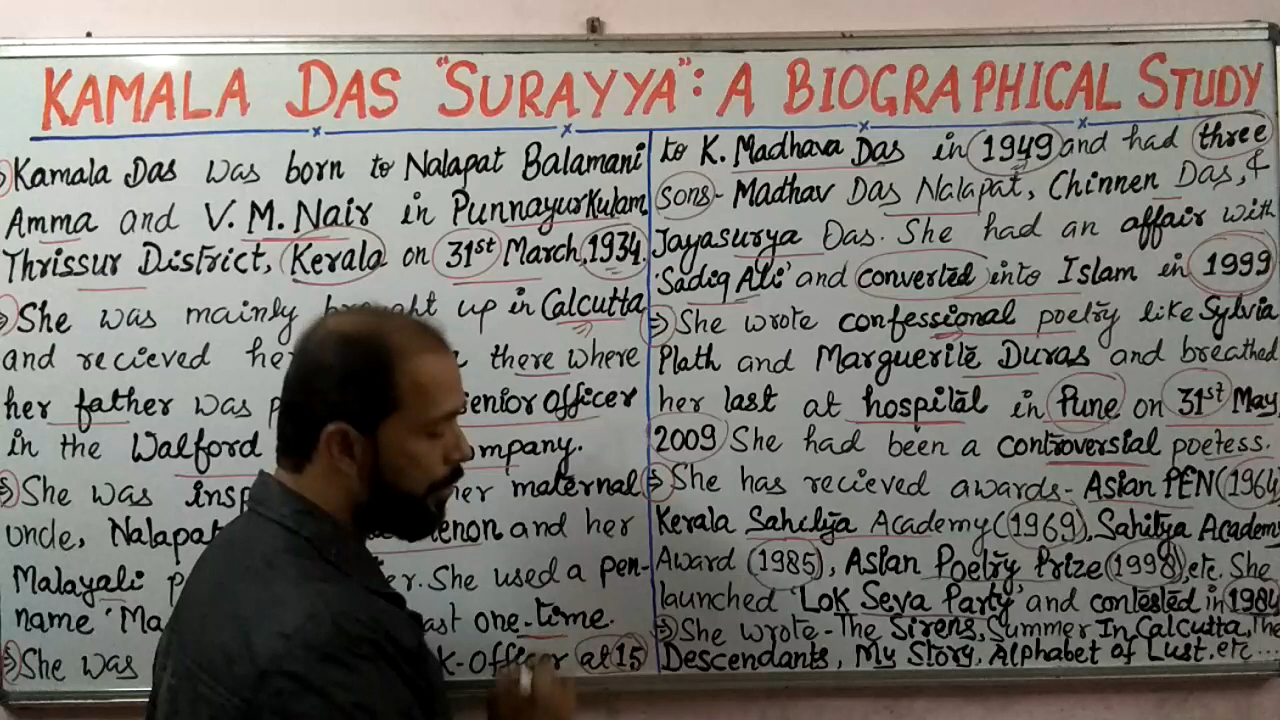 KAMALA DAS "SURAYYA": A BIOGRAPHICAL STUDY
Kamala Das was born to Nalapat Balamani
Amma and V. M. Nair in Punnayurkulam
Thrissur District, Kerala on 31st March, 1934.
⇒ She was mainly brought up in Calcutta
and recieved her there where
her father was senior officer
in the Walford ompany.
⇒ She was insp her maternal
uncle, Nalapat enon and her
Malayali p er. She used a pen-
name 'Ma ast one-time.
⇒ She was k-Officer at 15
to K. Madhava Das in 1949 and had three
sons- Madhav Das Nalapat, Chinnen Das, &
Jayasurya Das. She had an affair with
'Sadiq Ali' and converted into Islam in 1999
⇒ She wrote confessional poetry like Sylvia
Plath and Marguerite Duras and breathed
her last at hospital in Pune on 31st May
2009 She had been a controversial poetess.
⇒ She has recieved awards- Asian PEN (1964
Kerala Sahitya Academy (1969), Sahitya Academi
Award (1985), Asian Poetry Prize (1998), etc. She
launched 'Lok Seva Party' and contested in 1984
⇒ She wrote- The Sirens, Summer In Calcutta, The
Descendants, My Story, Alphabet of Lust, etc...